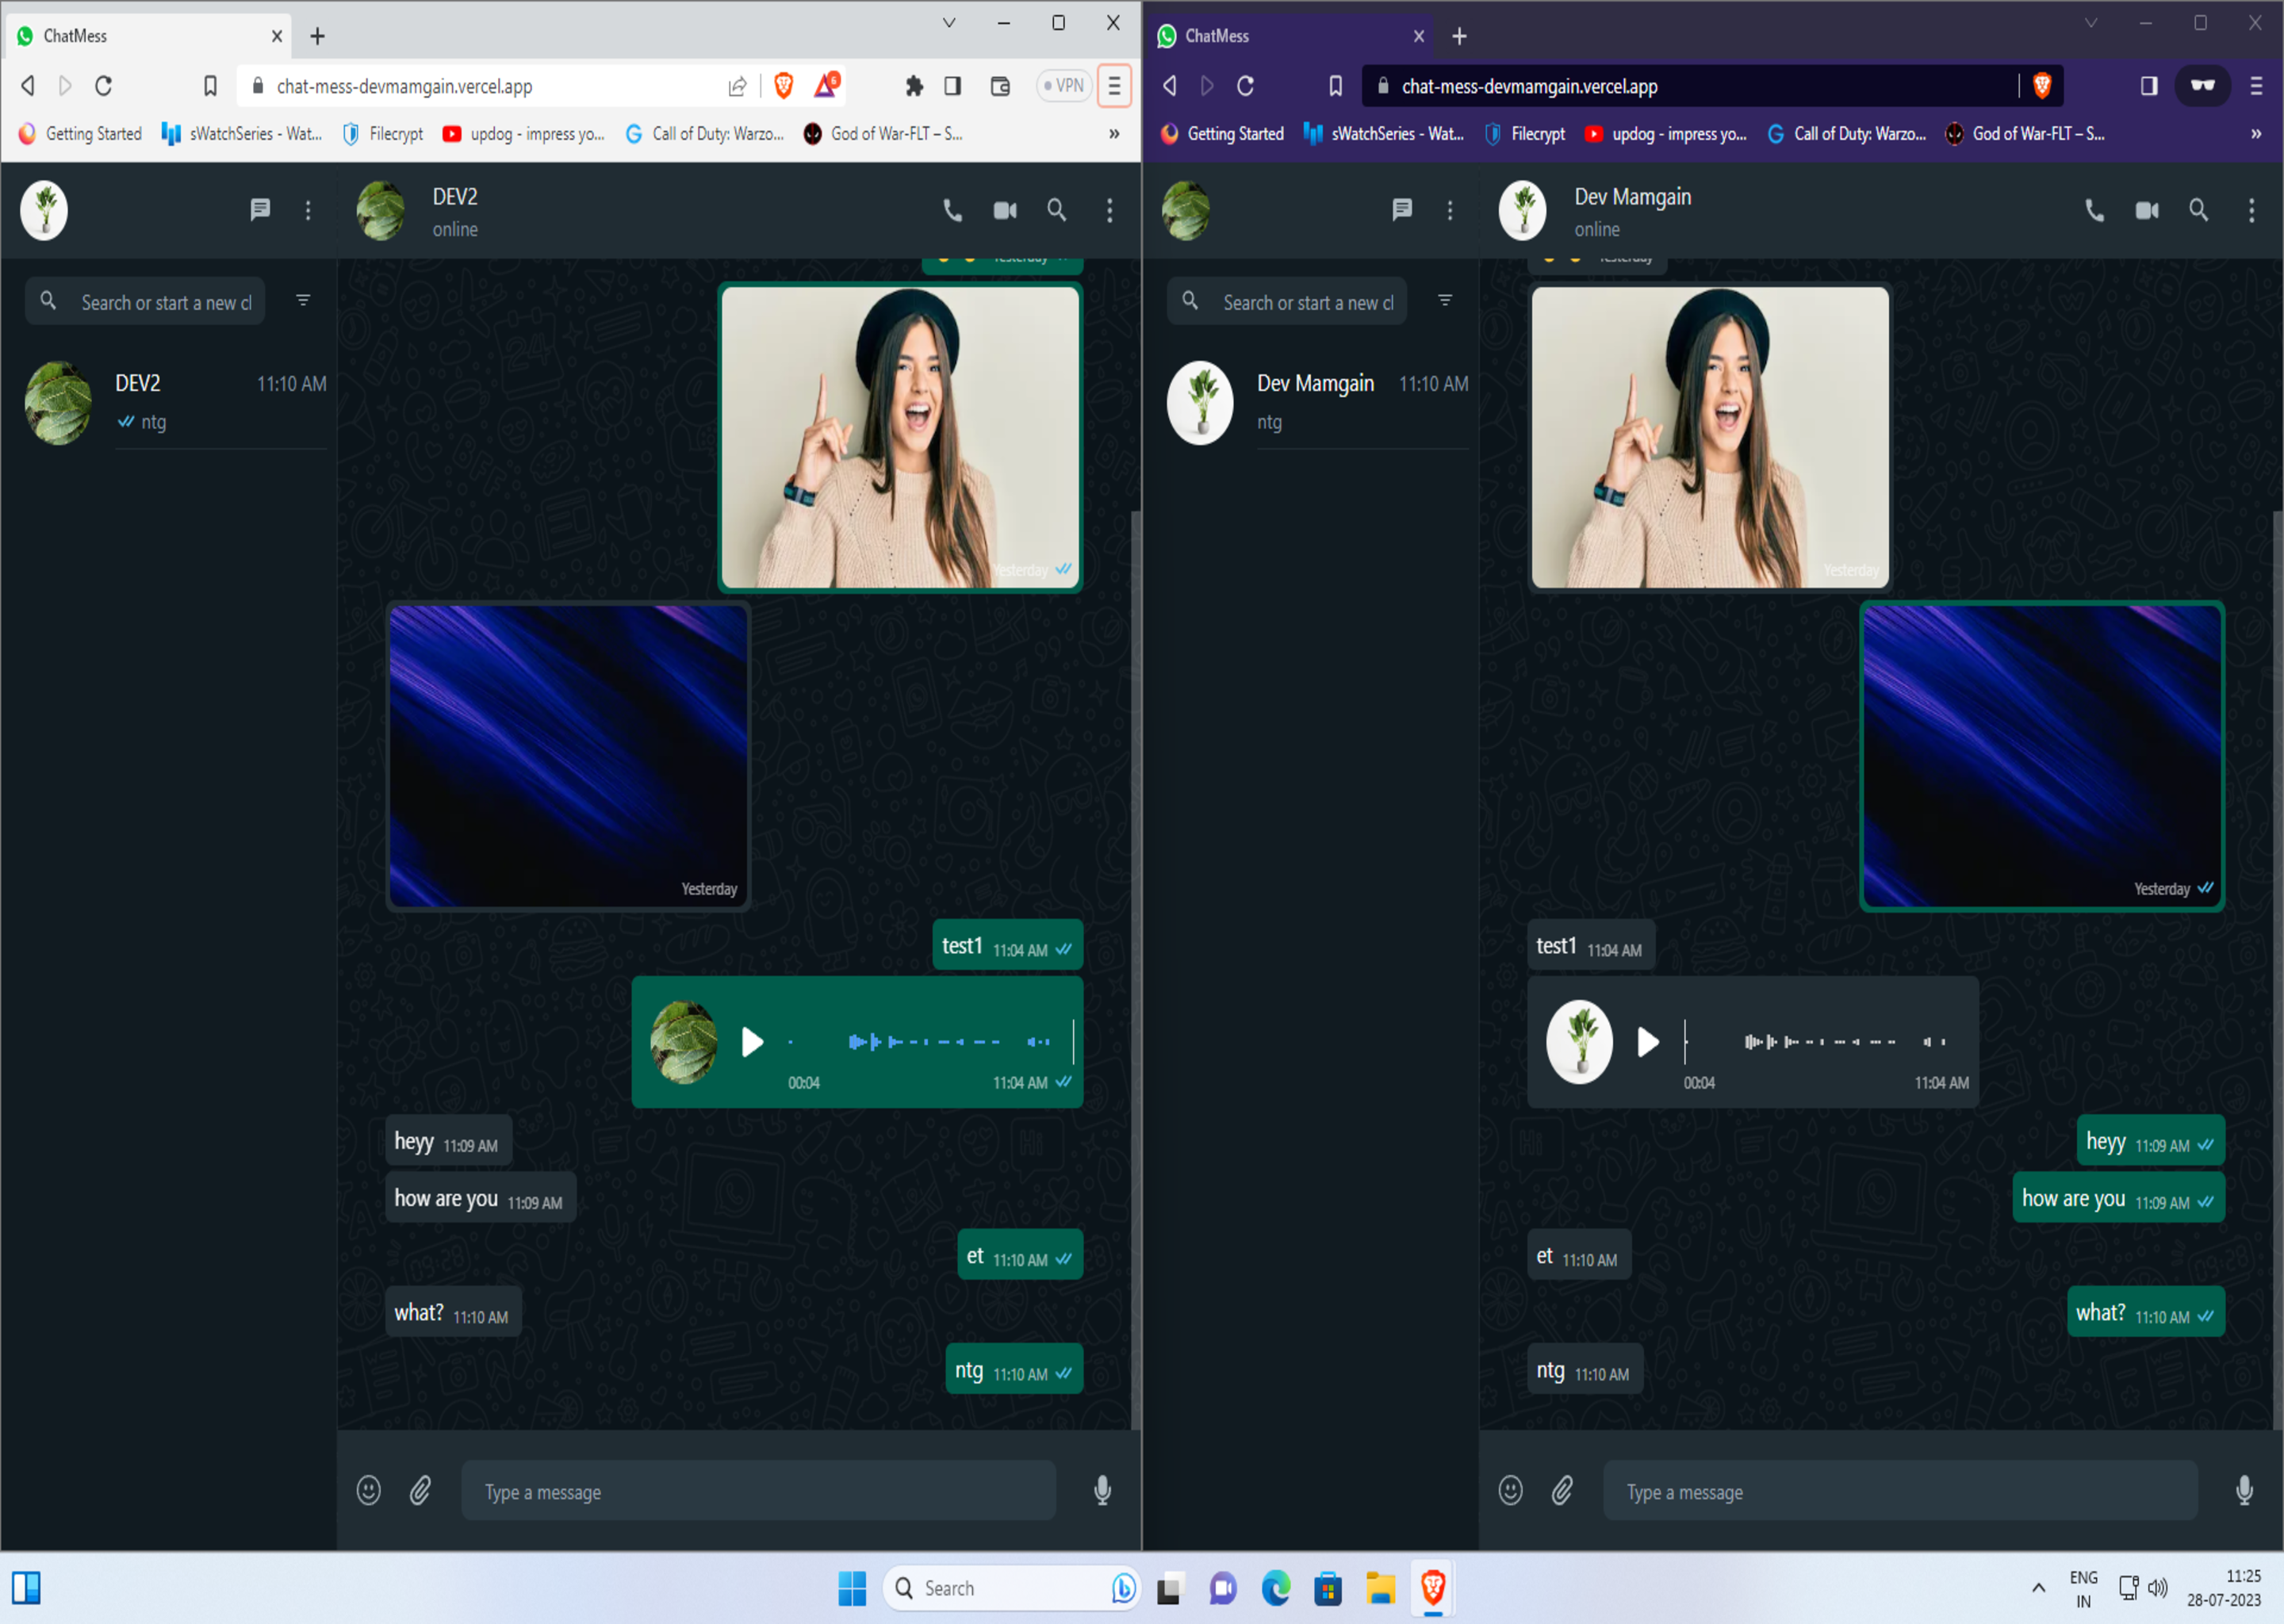 ChatMess
chat-mess-devmamgain.vercel.app
6
VPN
Getting Started
sWatchSeries - Wat...
Filecrypt
updog - impress yo...
Call of Duty: Warzo...
God of War-FLT – S...
»
DEV2
online
Search or start a new cl
DEV2
11:10 AM
ntg
Yesterday
Yesterday
Yesterday
test1 11:04 AM
00:04
11:04 AM
heyy 11:09 AM
how are you 11:09 AM
et 11:10 AM
what? 11:10 AM
ntg 11:10 AM
Type a message
ChatMess
chat-mess-devmamgain.vercel.app
Getting Started
sWatchSeries - Wat...
Filecrypt
updog - impress yo...
Call of Duty: Warzo...
God of War-FLT – S...
»
Dev Mamgain
online
Search or start a new cl
Dev Mamgain
11:10 AM
ntg
Yesterday
Yesterday
Yesterday
test1 11:04 AM
00:04
11:04 AM
heyy 11:09 AM
how are you 11:09 AM
et 11:10 AM
what? 11:10 AM
ntg 11:10 AM
Type a message
Search
ENG
IN
11:25
28-07-2023